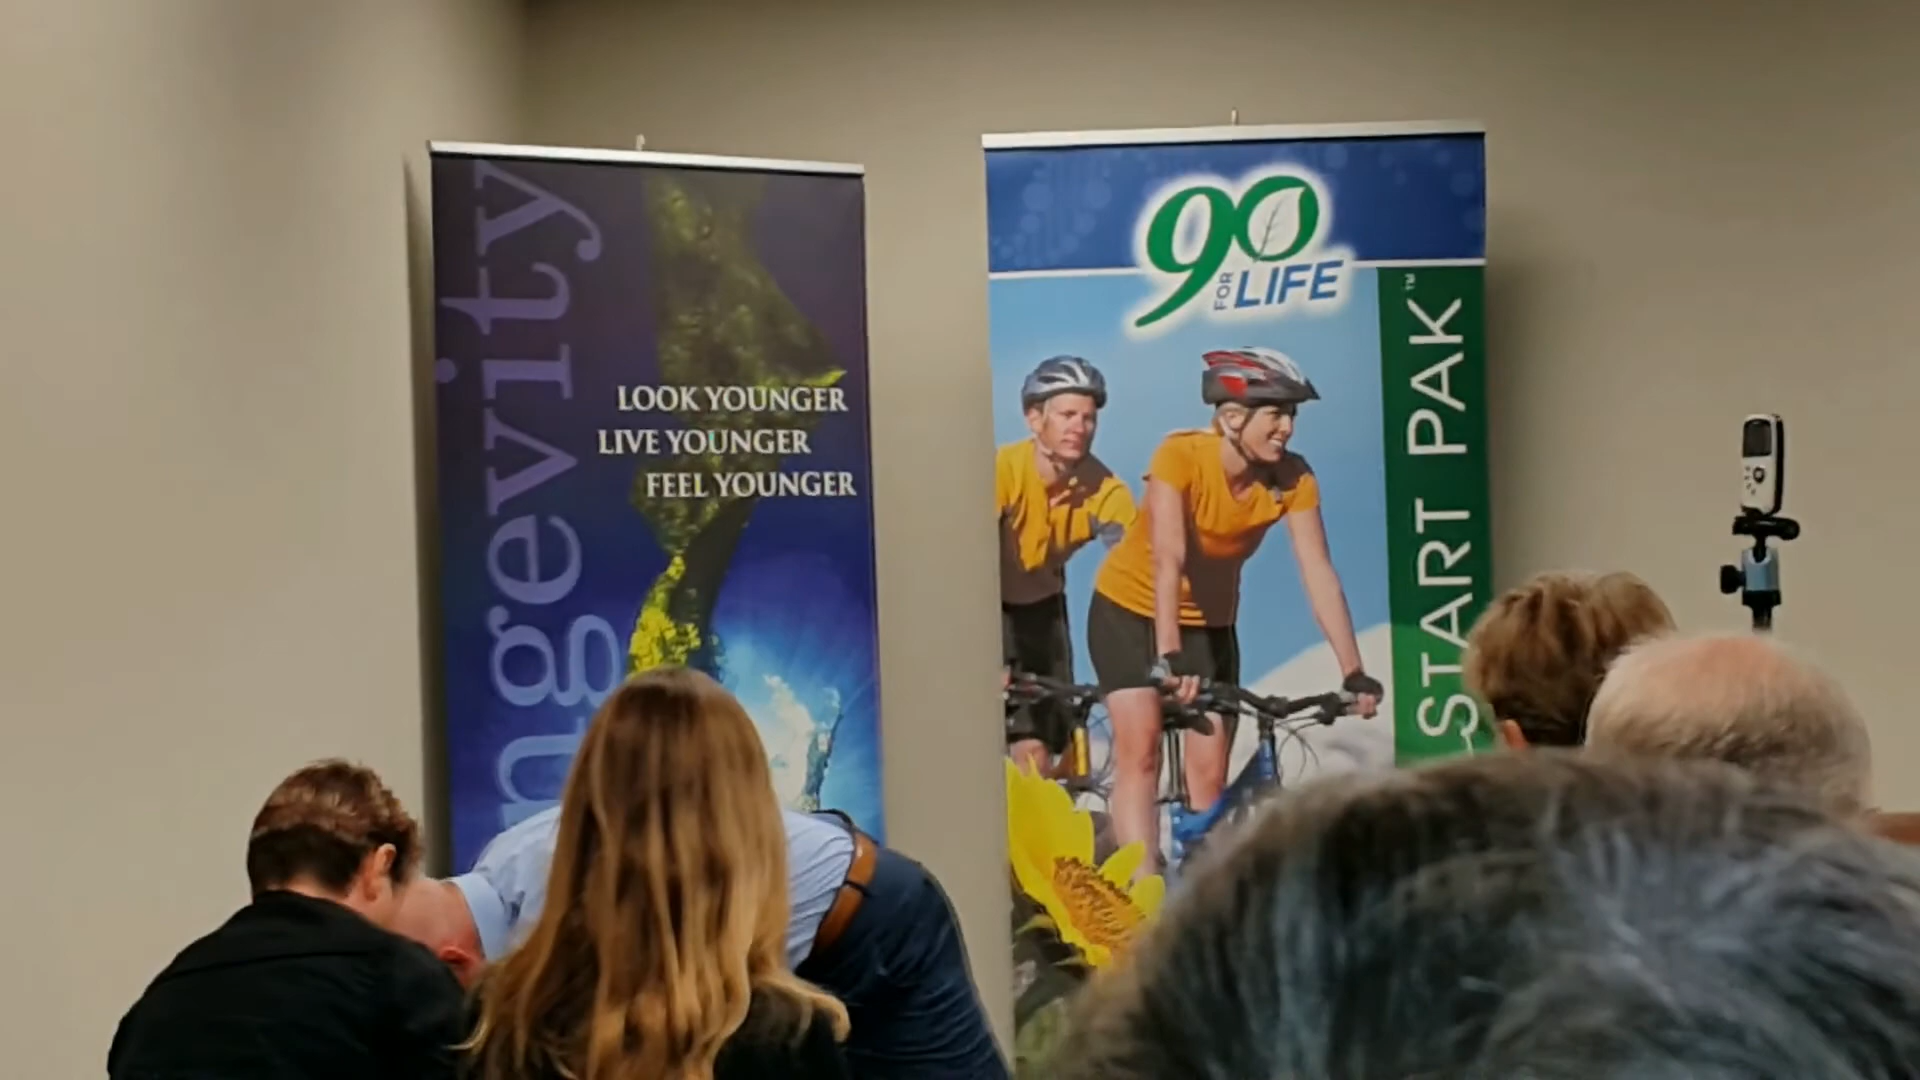 ngevity
LOOK YOUNGER
LIVE YOUNGER
FEEL YOUNGER
90
FOR LIFE
START PAK™